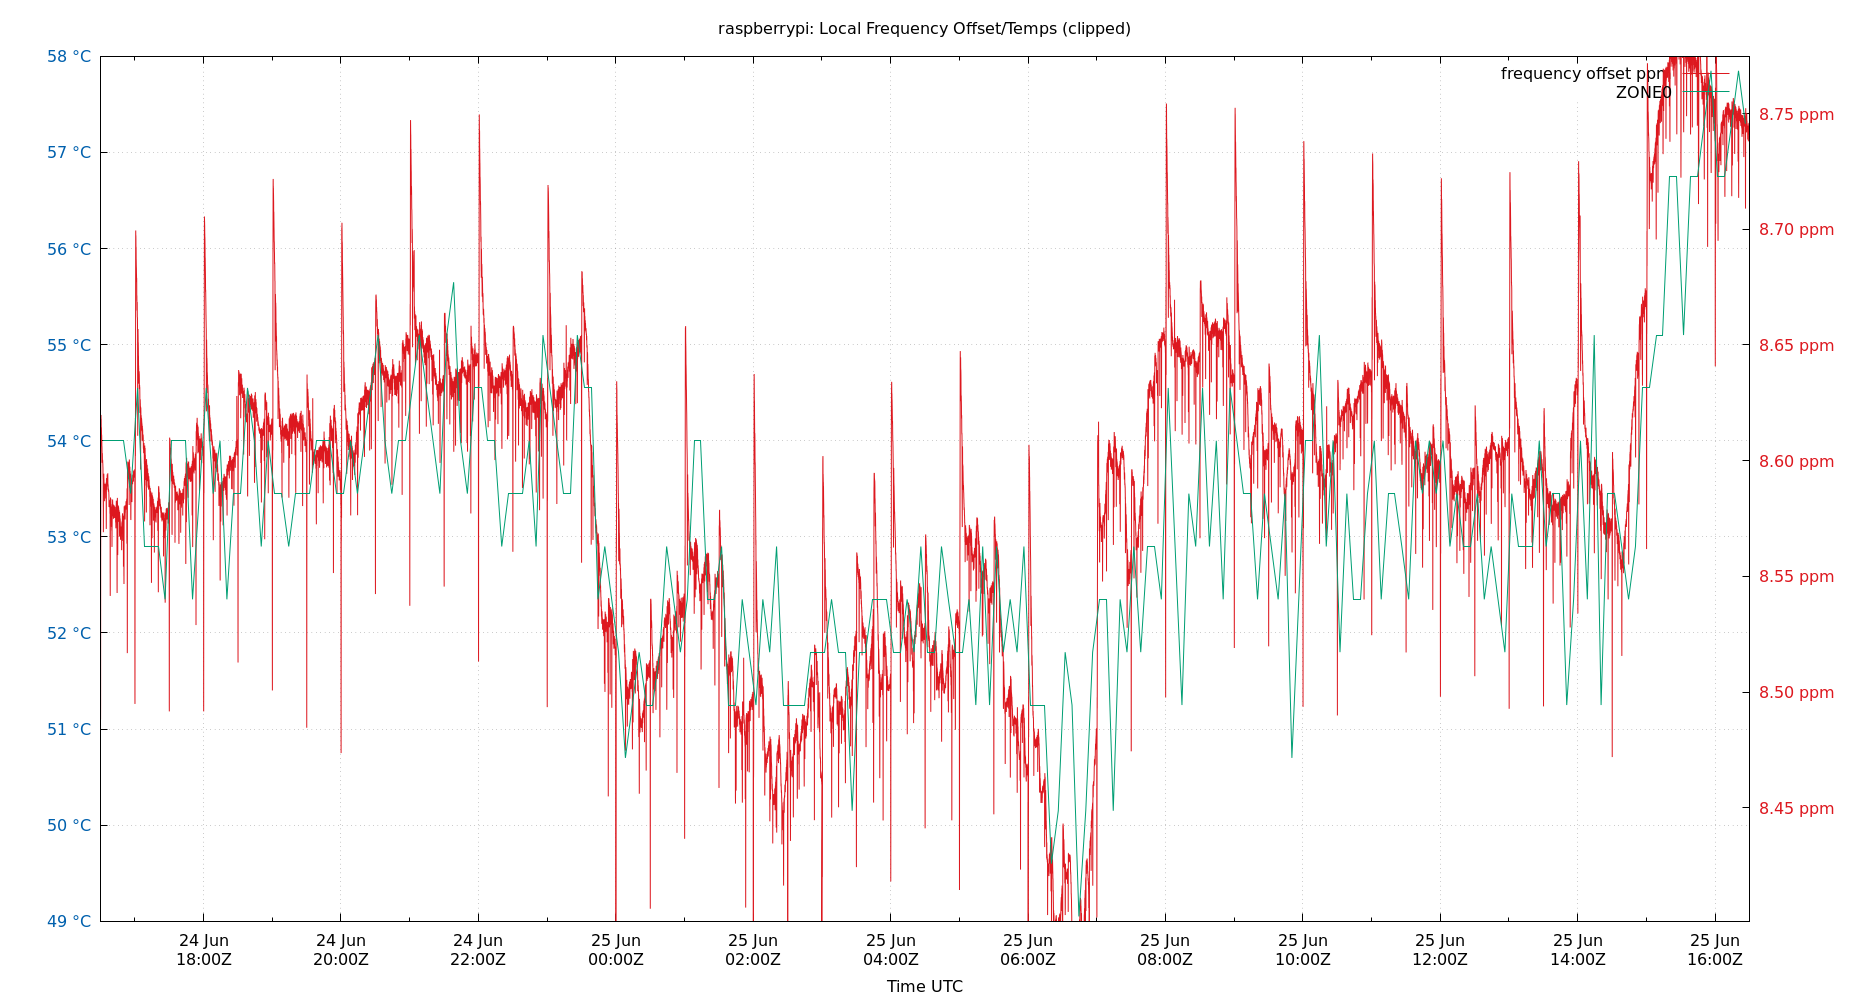 raspberrypi: Local Frequency Offset/Temps (clipped)
58 °C
57 °C
56 °C
55 °C
54 °C
53 °C
52 °C
51 °C
50 °C
49 °C
frequency offset ppm
ZONE0
8.75 ppm
8.70 ppm
8.65 ppm
8.60 ppm
8.55 ppm
8.50 ppm
8.45 ppm
24 Jun 24 Jun 24 Jun 25 Jun 25 Jun 25 Jun 25 Jun 25 Jun 25 Jun 25 Jun 25 Jun 25 Jun
18:00Z 20:00Z 22:00Z 00:00Z 02:00Z 04:00Z 06:00Z 08:00Z 10:00Z 12:00Z 14:00Z 16:00Z
Time UTC